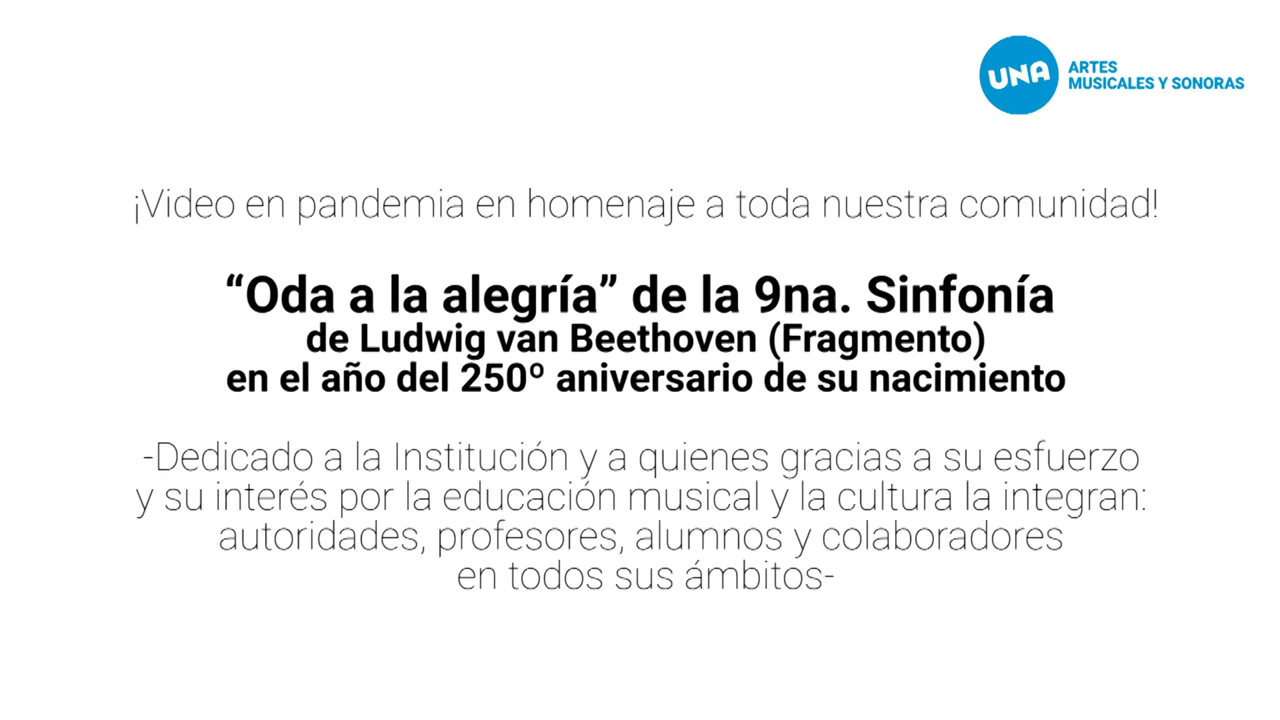 UNA
ARTES
MUSICALES Y SONORAS
¡Video en pandemia en homenaje a toda nuestra comunidad!
“Oda a la alegría” de la 9na. Sinfonía
de Ludwig van Beethoven (Fragmento)
en el año del 250º aniversario de su nacimiento
-Dedicado a la Institución y a quienes gracias a su esfuerzo
y su interés por la educación musical y la cultura la integran:
autoridades, profesores, alumnos y colaboradores
en todos sus ámbitos-